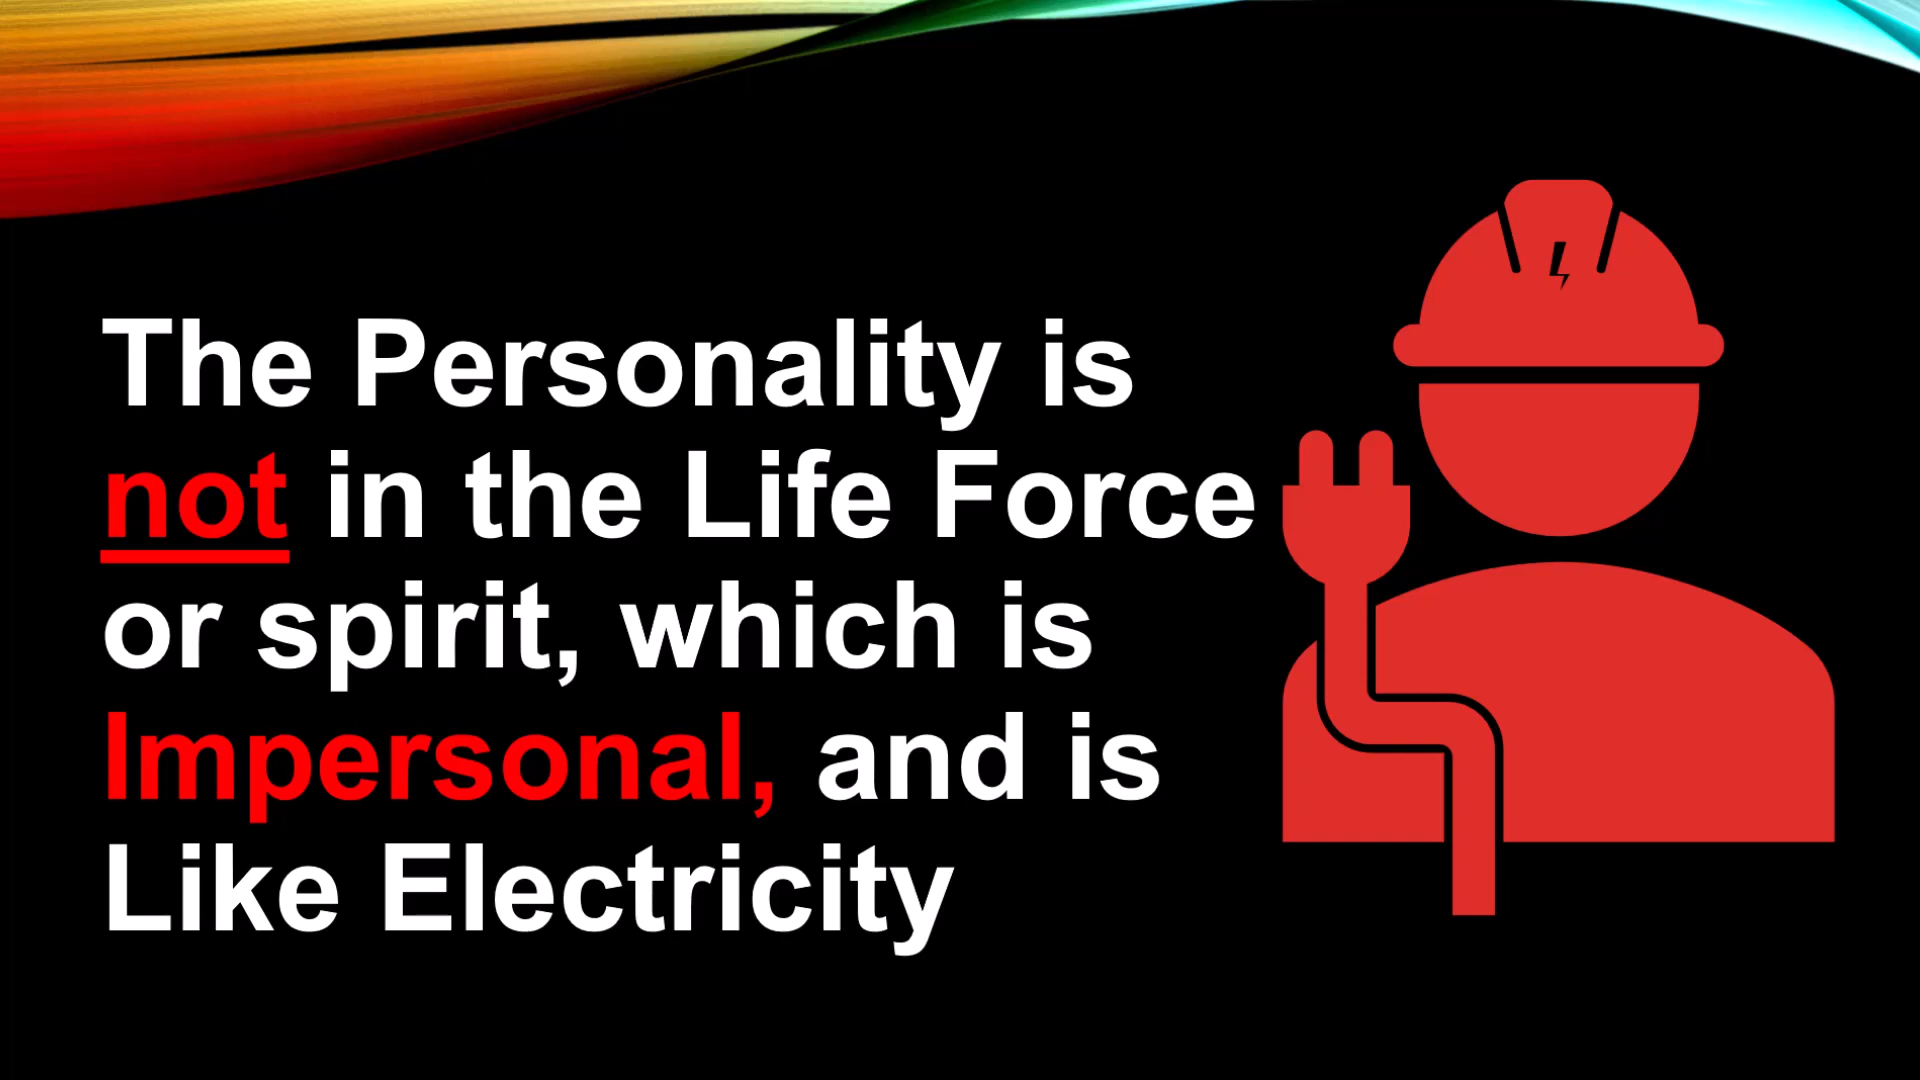 The Personality is
not in the Life Force
or spirit, which is
Impersonal, and is
Like Electricity